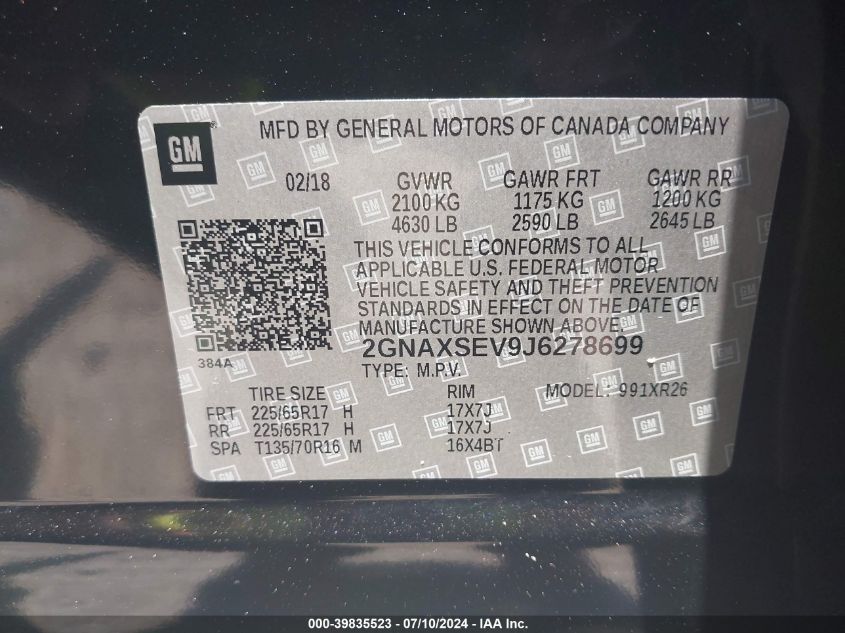 GM
MFD BY GENERAL MOTORS OF CANADA COMPANY
02/18 GVWR GAWR FRT GAWR RR
2100 KG 1175 KG 1200 KG
4630 LB 2590 LB 2645 LB
THIS VEHICLE CONFORMS TO ALL
APPLICABLE U.S. FEDERAL MOTOR
VEHICLE SAFETY AND THEFT PREVENTION
STANDARDS IN EFFECT ON THE DATE OF
MANUFACTURE SHOWN ABOVE.
2GNAXSEV9J6278699
384A
TYPE: M.P.V.
TIRE SIZE RIM MODEL: 991XR26
FRT 225/65R17 H 17X7J
RR 225/65R17 H 17X7J
SPA T135/70R16 M 16X4BT
000-39835523 - 07/10/2024 - IAA Inc.